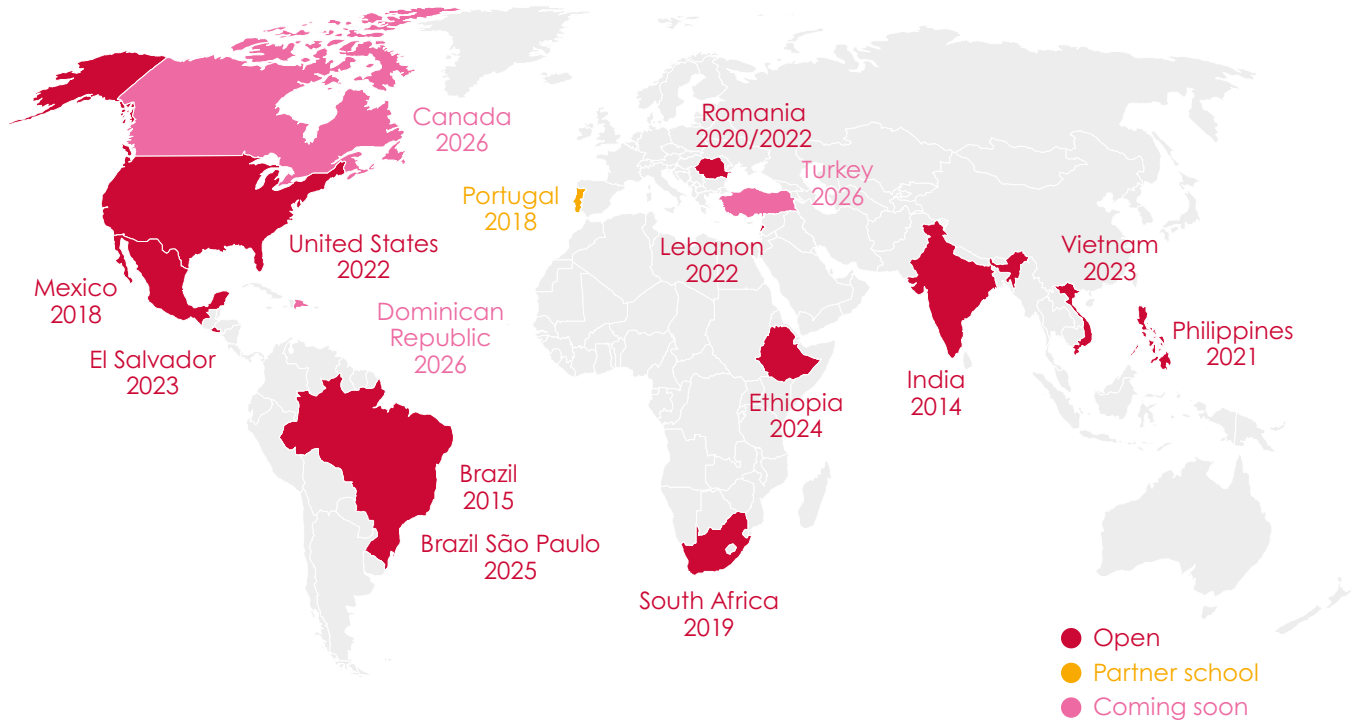 Canada
2026
Romania
2020/2022
Turkey
2026
Portugal
2018
United States
2022
Lebanon
2022
Vietnam
2023
Mexico
2018
Dominican
Republic
2026
Philippines
2021
El Salvador
2023
India
2014
Ethiopia
2024
Brazil
2015
Brazil São Paulo
2025
South Africa
2019
Open
Partner school
Coming soon